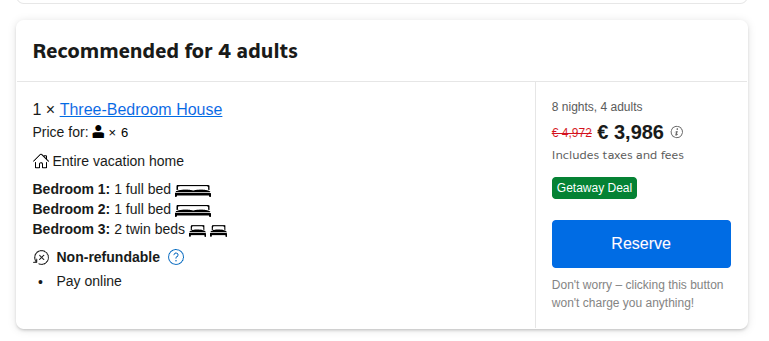 Recommended for 4 adults
1 × Three-Bedroom House
Price for: × 6
Entire vacation home
Bedroom 1: 1 full bed
Bedroom 2: 1 full bed
Bedroom 3: 2 twin beds
Non-refundable ?
• Pay online
8 nights, 4 adults
€ 4,972 € 3,986 i
Includes taxes and fees
Getaway Deal
Reserve
Don't worry – clicking this button
won't charge you anything!